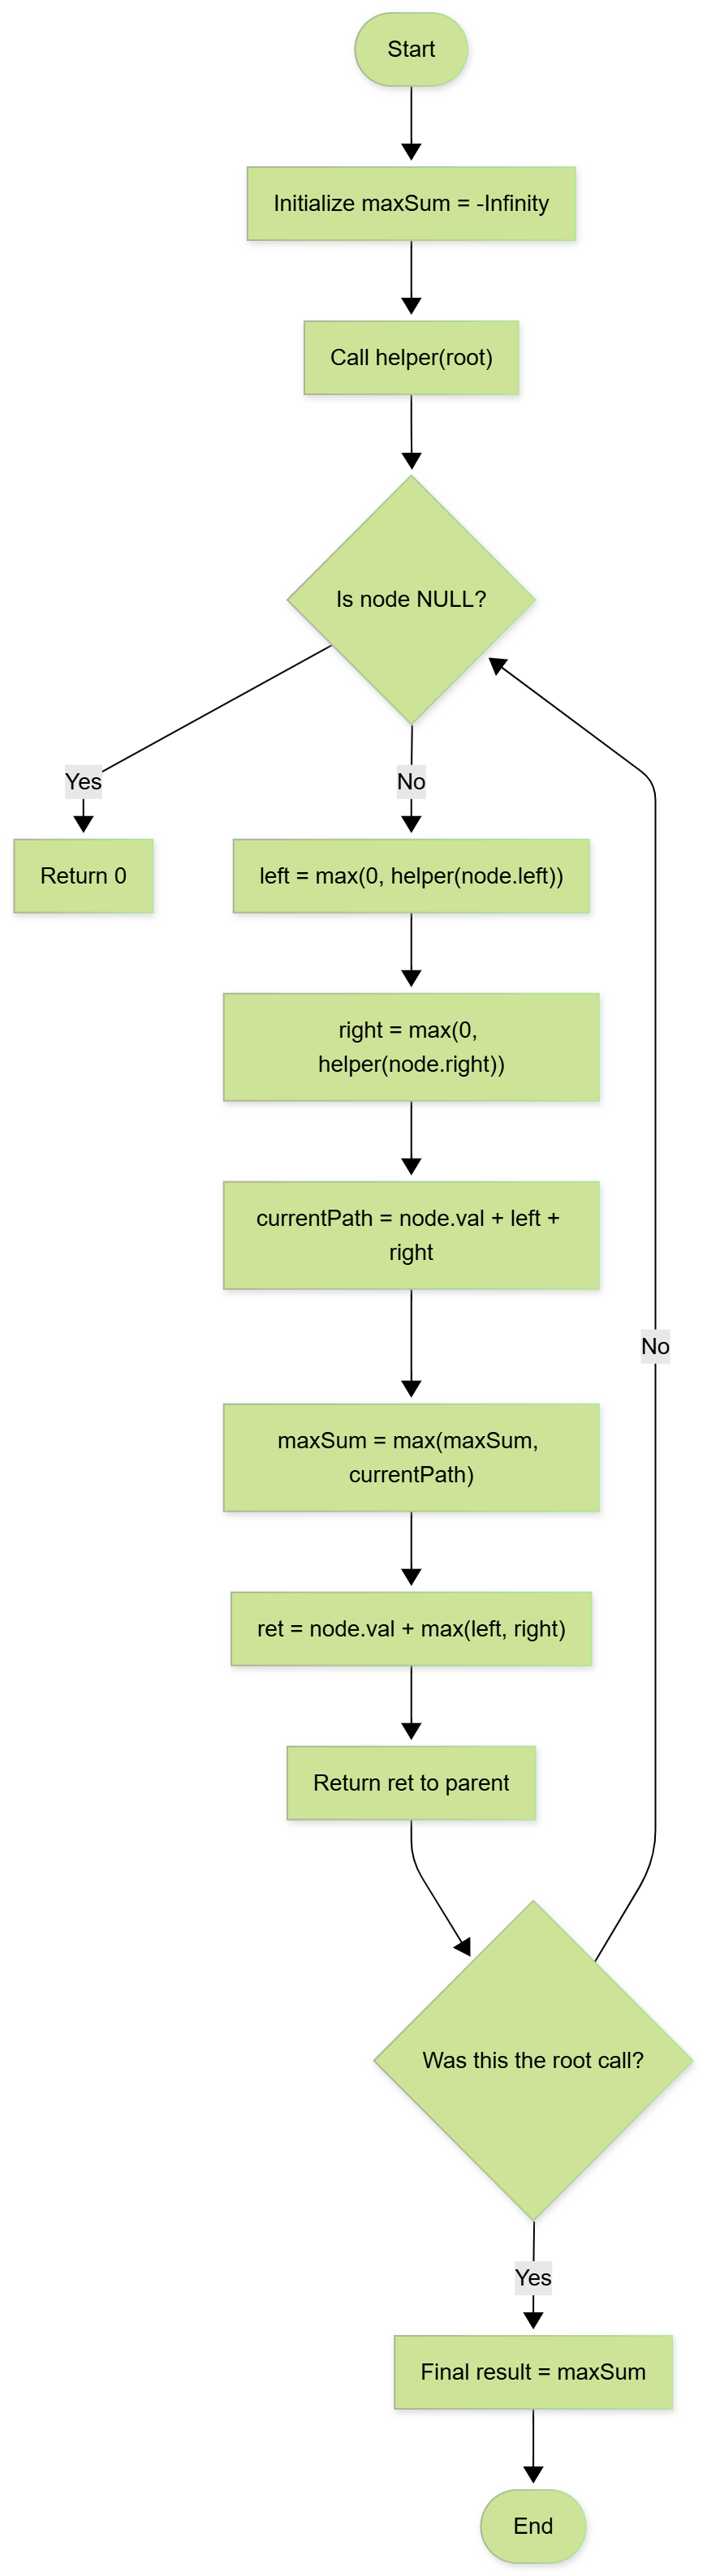 Start
Initialize maxSum = -Infinity
Call helper(root)
Is node NULL?
Yes
No
Return 0
left = max(0, helper(node.left))
right = max(0,
helper(node.right))
currentPath = node.val + left +
right
No
maxSum = max(maxSum,
currentPath)
ret = node.val + max(left, right)
Return ret to parent
Was this the root call?
Yes
Final result = maxSum
End